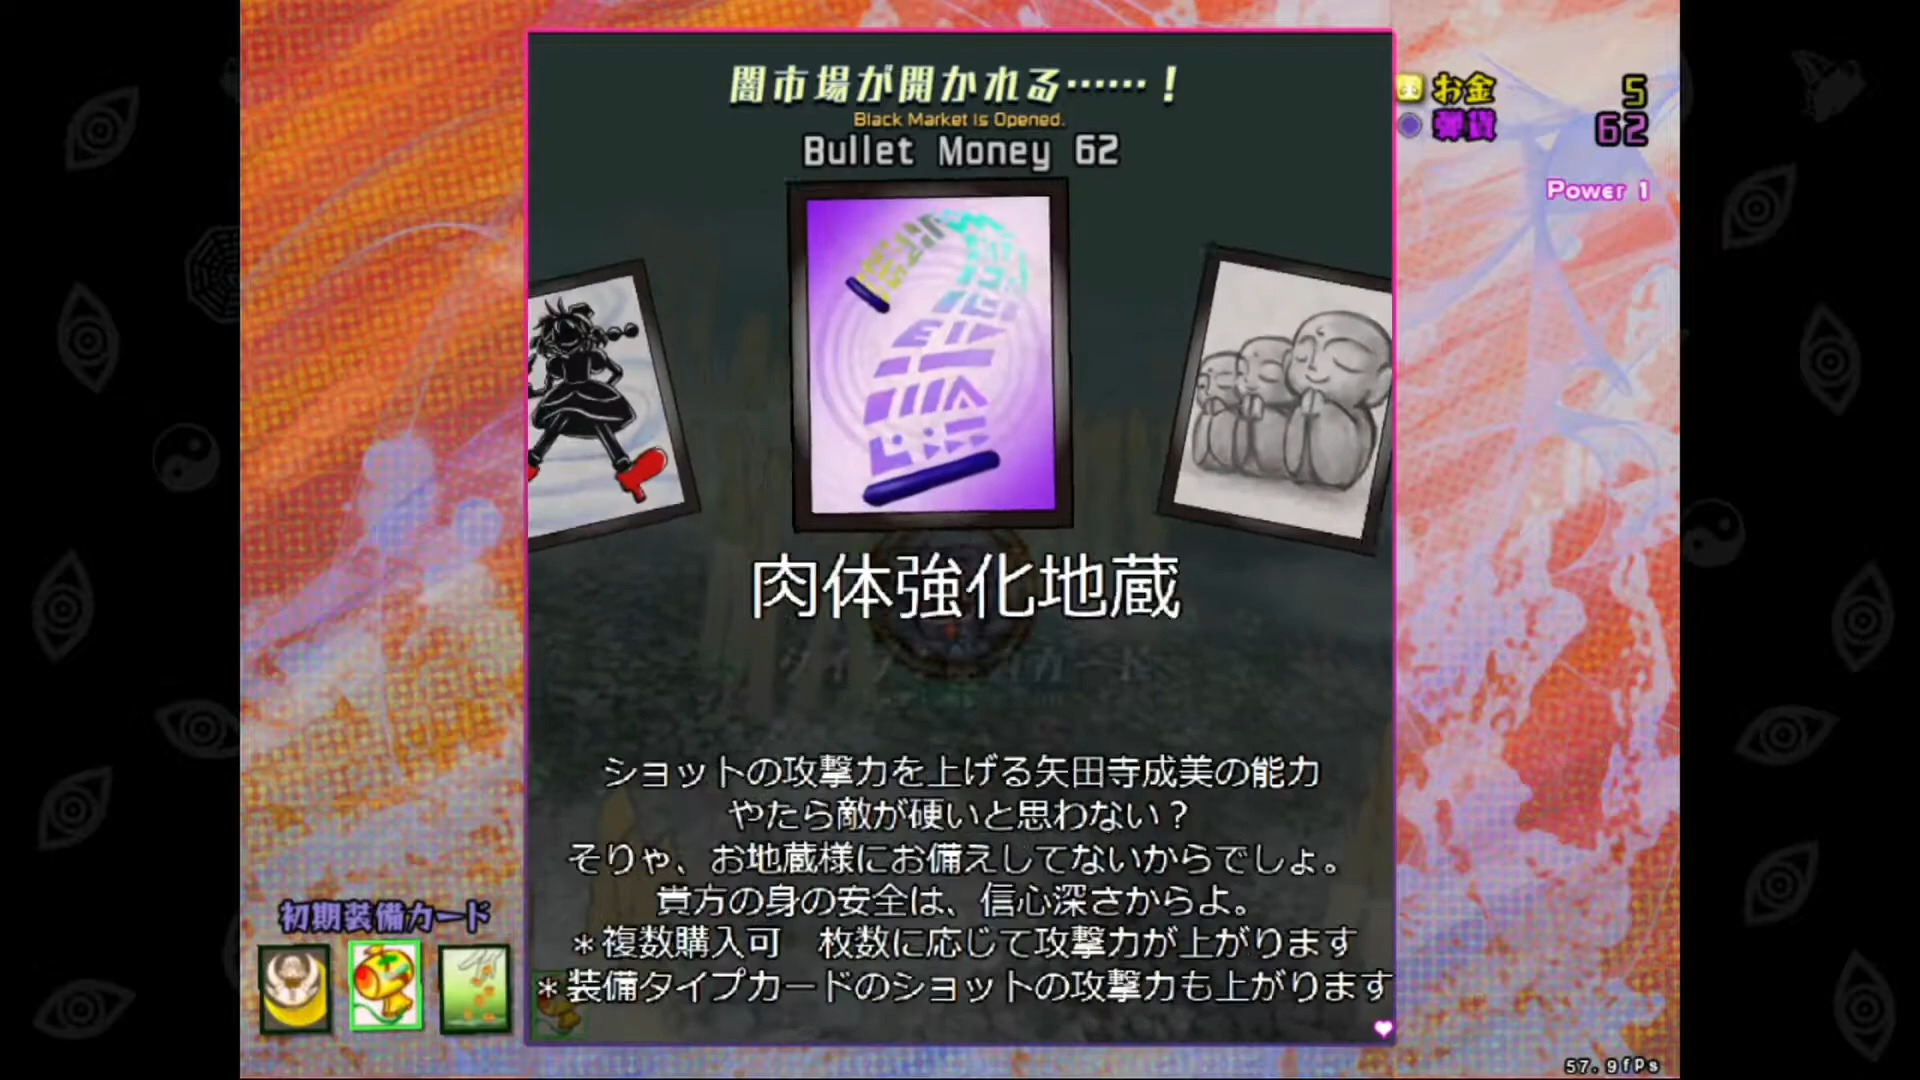 闇市場が開かれる……！
Black Market is Opened.
Bullet Money 62
お金 5
弾貨 62
Power 1
肉体強化地蔵
ショットの攻撃力を上げる矢田寺成美の能力
やたら敵が硬いと思わない？
そりゃ、お地蔵様にお備えしてないからでしょ。
貴方の身の安全は、信心深さからよ。
＊複数購入可　枚数に応じて攻撃力が上がります
＊装備タイプカードのショットの攻撃力も上がります
初期装備カード
57.9fps